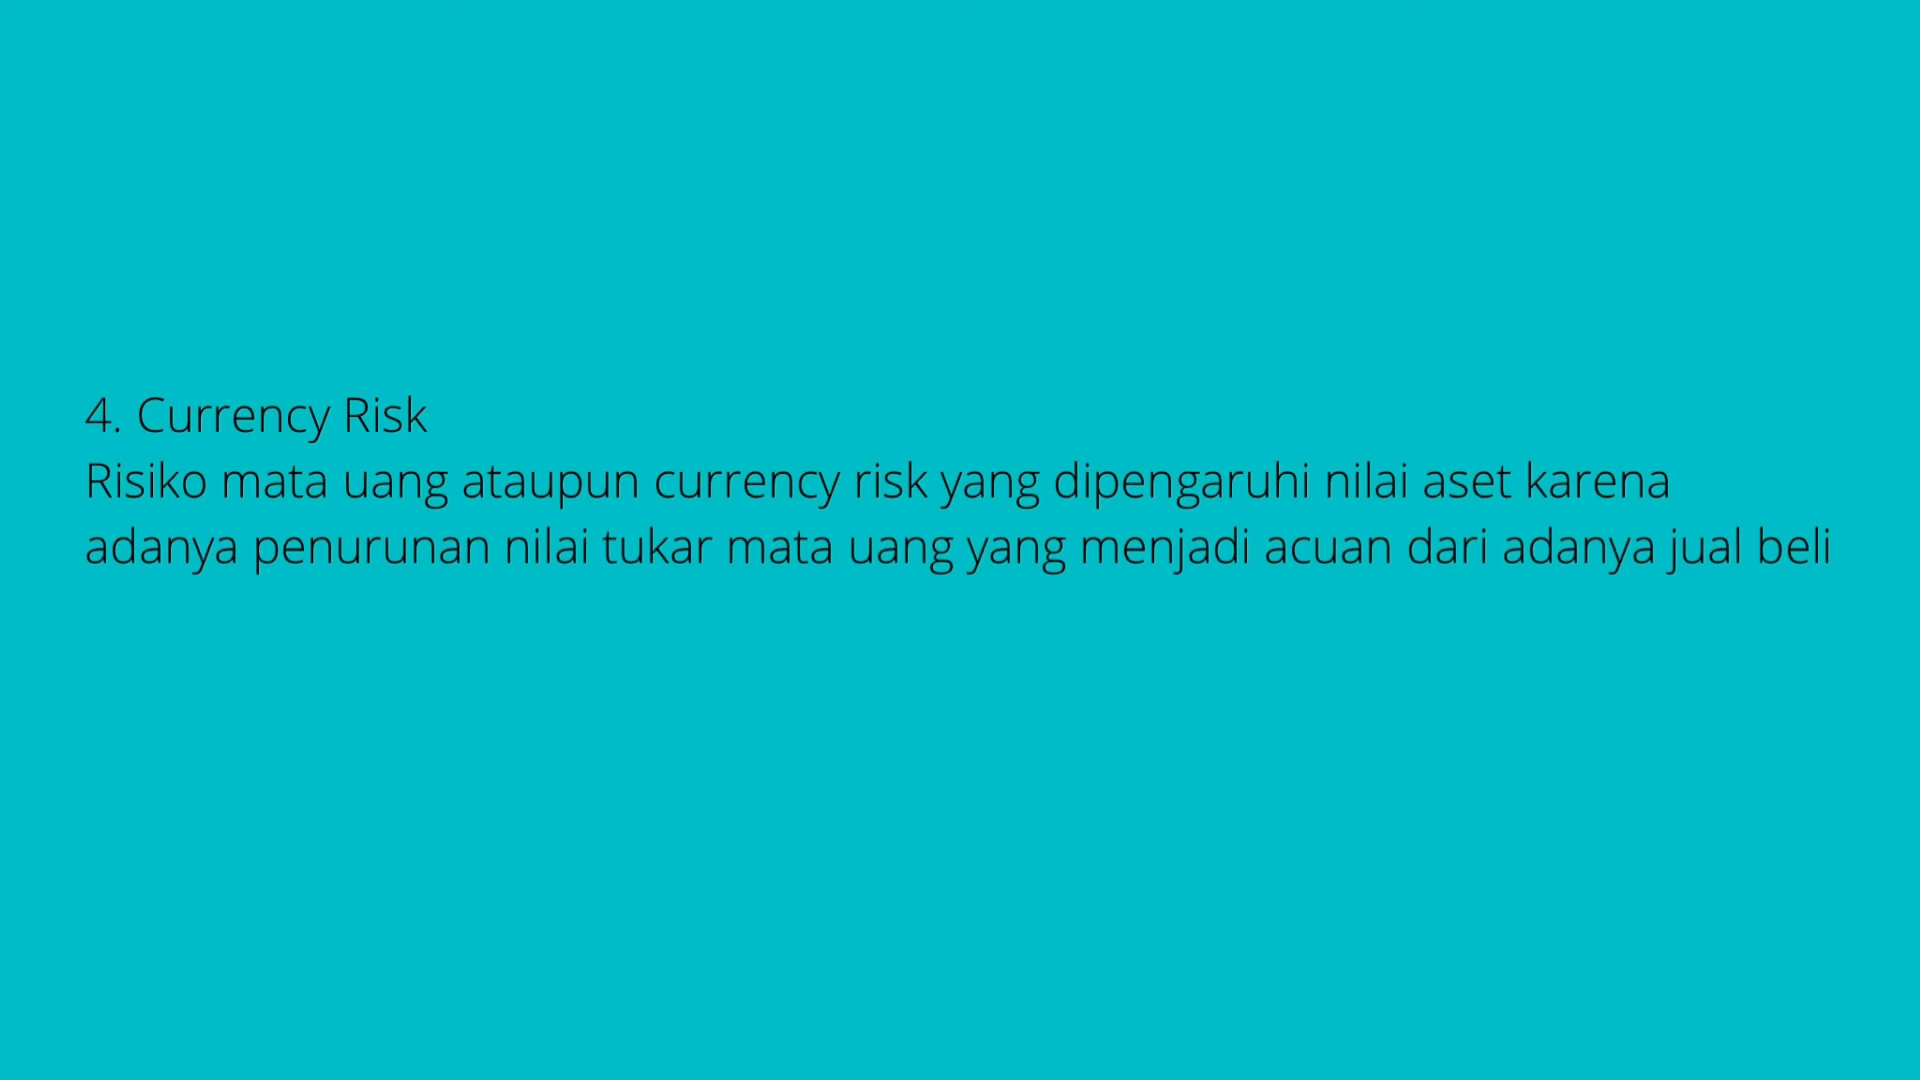 4. Currency Risk
Risiko mata uang ataupun currency risk yang dipengaruhi nilai aset karena
adanya penurunan nilai tukar mata uang yang menjadi acuan dari adanya jual beli